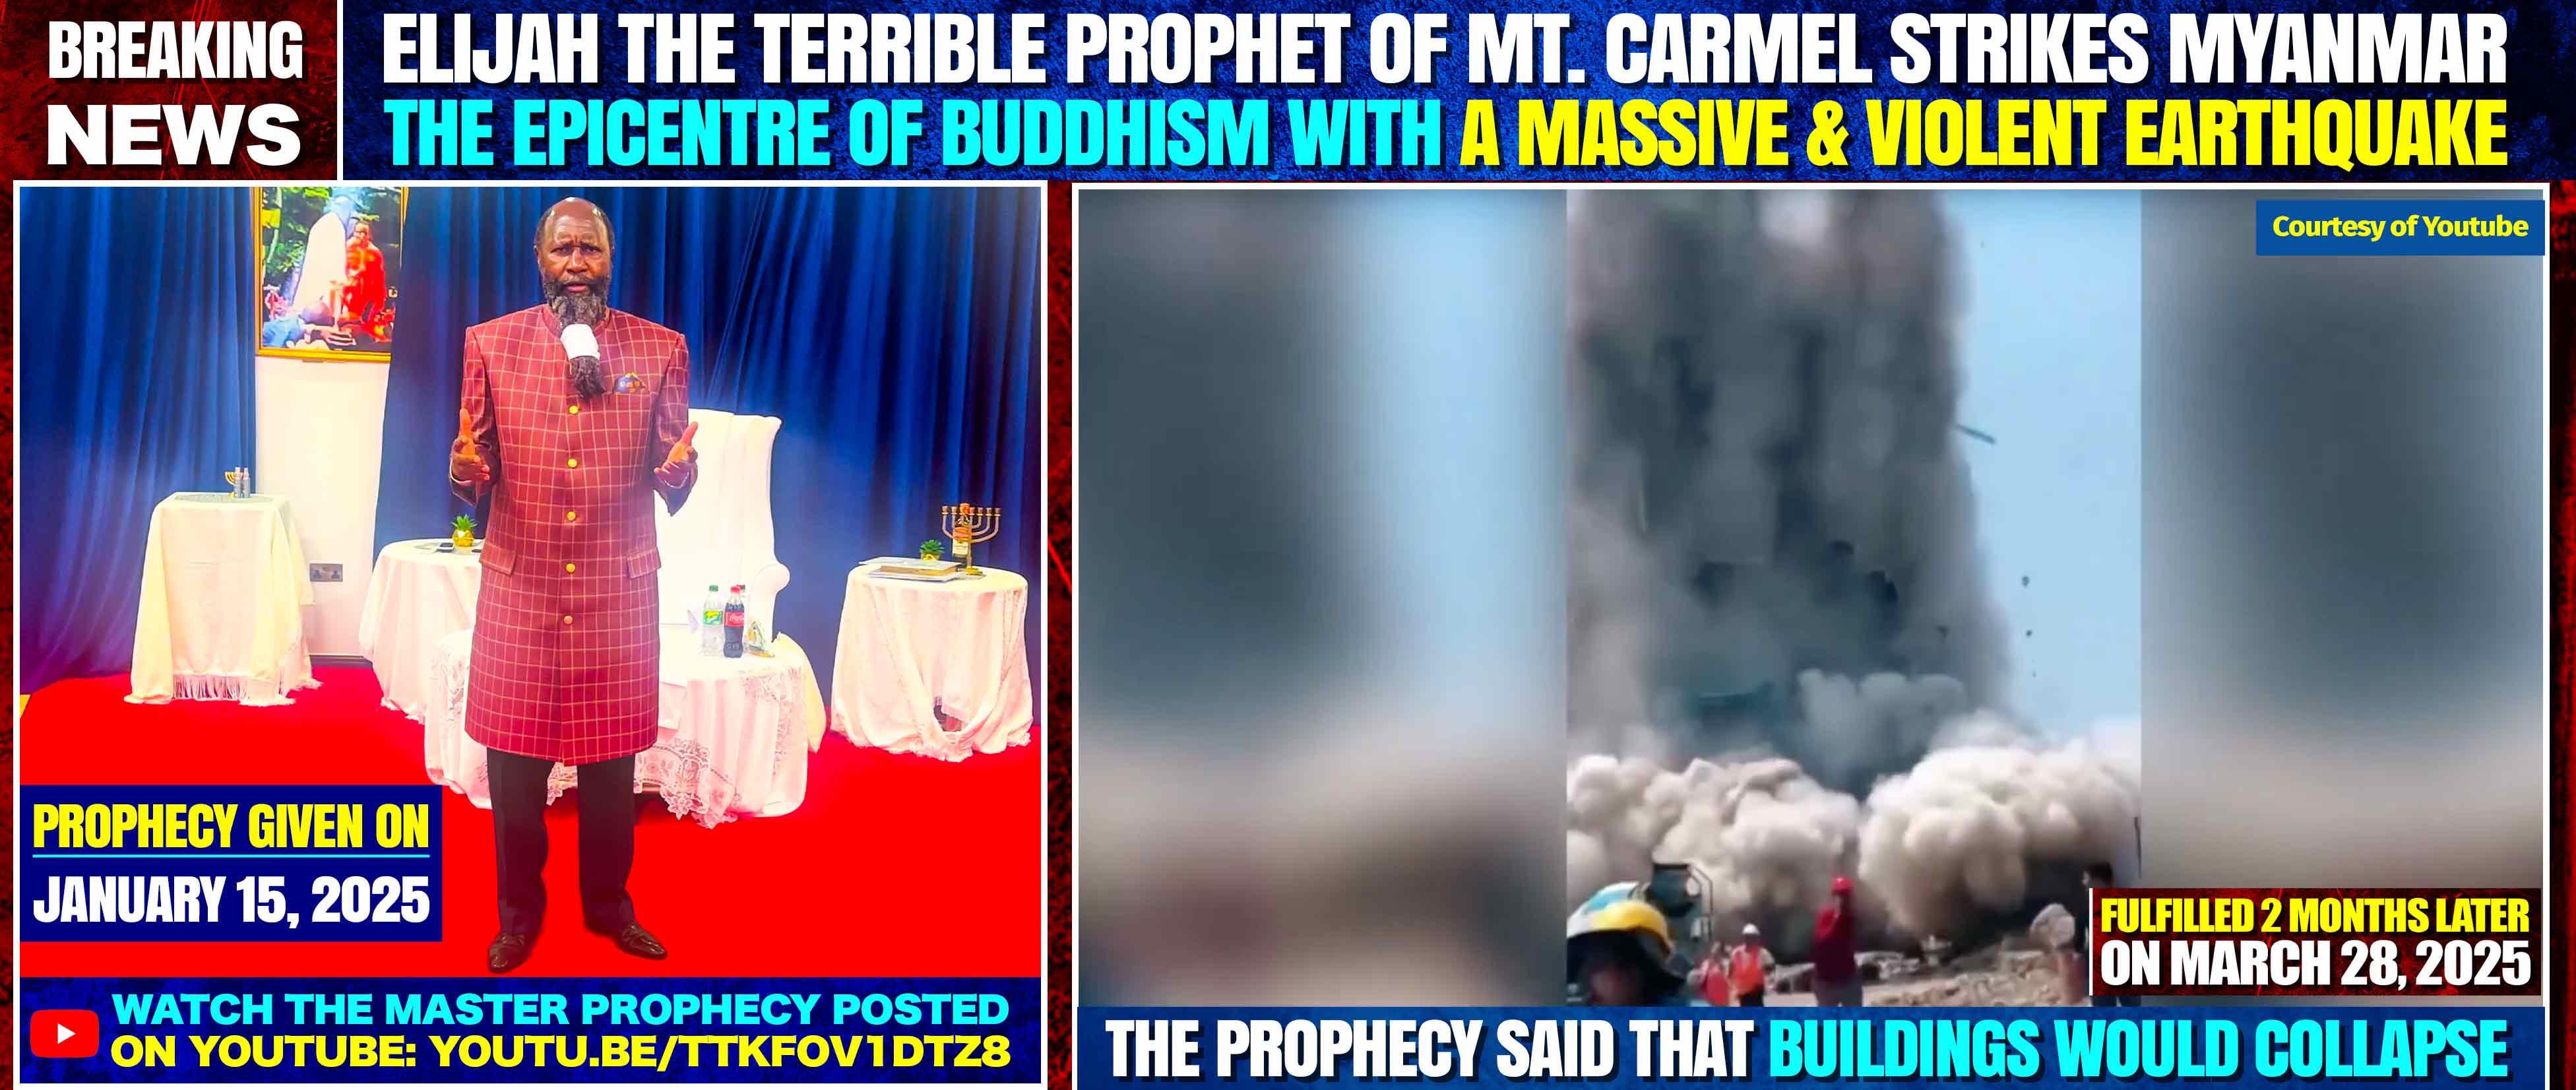 BREAKING
NEWS
ELIJAH THE TERRIBLE PROPHET OF MT. CARMEL STRIKES MYANMAR
THE EPICENTRE OF BUDDHISM WITH A MASSIVE & VIOLENT EARTHQUAKE
Courtesy of Youtube
PROPHECY GIVEN ON
JANUARY 15, 2025
WATCH THE MASTER PROPHECY POSTED
ON YOUTUBE: YOUTU.BE/TTKFOV1DTZ8
FULFILLED 2 MONTHS LATER
ON MARCH 28, 2025
THE PROPHECY SAID THAT BUILDINGS WOULD COLLAPSE